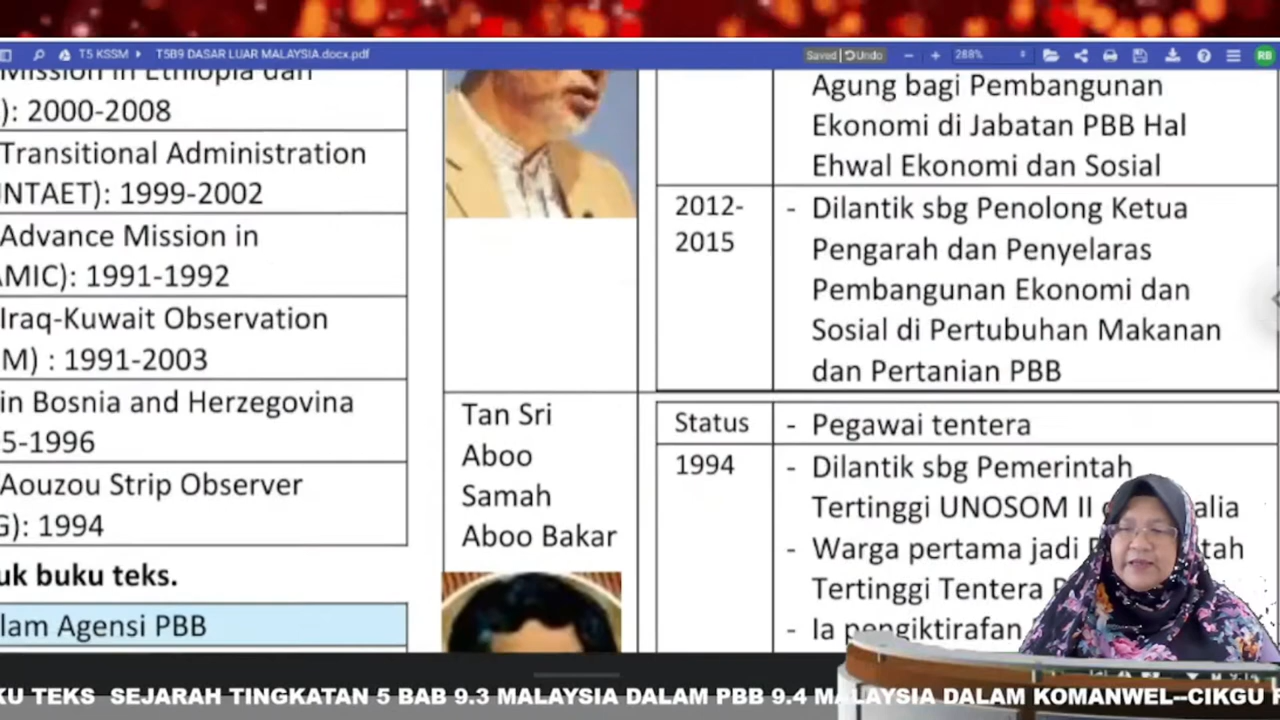 T5 KSSM
T5B9 DASAR LUAR MALAYSIA.docx.pdf
Saved
Undo
288%
RB
Mission in Ethiopia dan
): 2000-2008
Transitional Administration
NTAET): 1999-2002
Advance Mission in
AMIC): 1991-1992
Iraq-Kuwait Observation
M) : 1991-2003
in Bosnia and Herzegovina
5-1996
Aouzou Strip Observer
G): 1994
uk buku teks.
lam Agensi PBB
Tan Sri
Aboo
Samah
Aboo Bakar
Agung bagi Pembangunan
Ekonomi di Jabatan PBB Hal
Ehwal Ekonomi dan Sosial
2012-
2015
- Dilantik sbg Penolong Ketua
Pengarah dan Penyelaras
Pembangunan Ekonomi dan
Sosial di Pertubuhan Makanan
dan Pertanian PBB
Status
- Pegawai tentera
1994
- Dilantik sbg Pemerintah
Tertinggi UNOSOM II alia
- Warga pertama jadi tah
Tertinggi Tentera
- Ia pengiktirafan
KU TEKS SEJARAH TINGKATAN 5 BAB 9.3 MALAYSIA DALAM PBB 9.4 MALAYSIA DALAM KOMANWEL--CIKGU